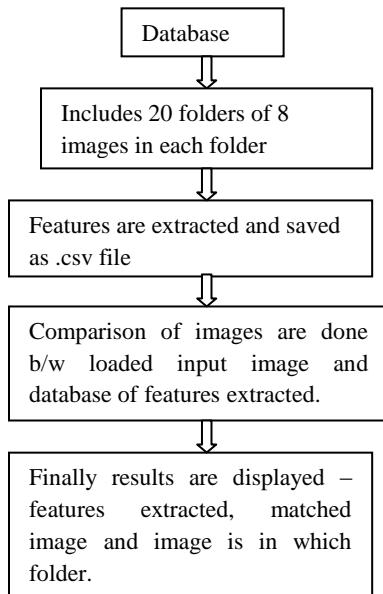 Database
Includes 20 folders of 8
images in each folder
Features are extracted and saved
as .csv file
Comparison of images are done
b/w loaded input image and
database of features extracted.
Finally results are displayed –
features extracted, matched
image and image is in which
folder.